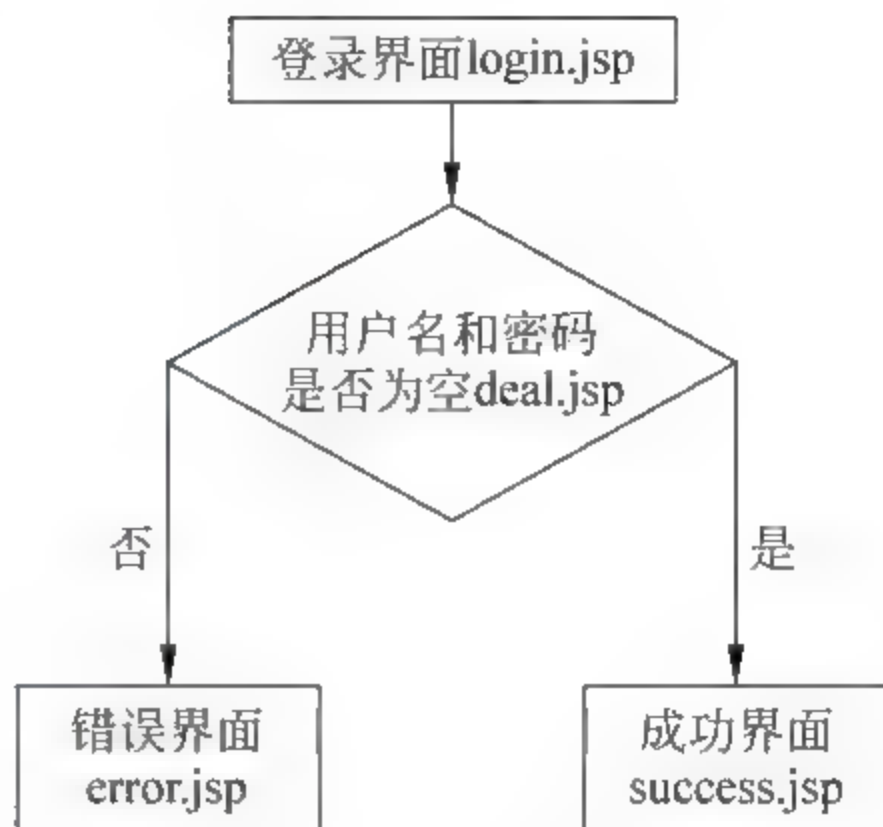 登录界面login.jsp
用户名和密码
是否为空deal.jsp
否
是
错误界面
error.jsp
成功界面
success.jsp